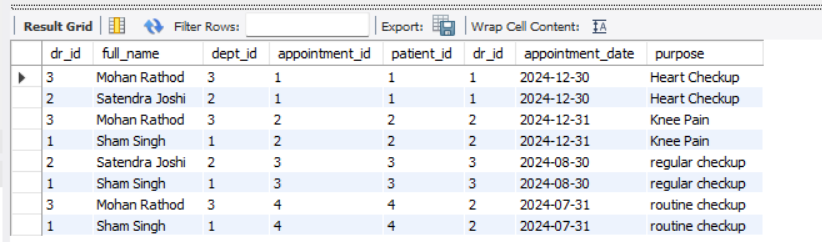 Result Grid Filter Rows: Export: Wrap Cell Content: IA
dr_id full_name dept_id appointment_id patient_id dr_id appointment_date purpose
3 Mohan Rathod 3 1 1 1 2024-12-30 Heart Checkup
2 Satendra Joshi 2 1 1 1 2024-12-30 Heart Checkup
3 Mohan Rathod 3 2 2 2 2024-12-31 Knee Pain
1 Sham Singh 1 2 2 2 2024-12-31 Knee Pain
2 Satendra Joshi 2 3 3 3 2024-08-30 regular checkup
1 Sham Singh 1 3 3 3 2024-08-30 regular checkup
3 Mohan Rathod 3 4 4 2 2024-07-31 routine checkup
1 Sham Singh 1 4 4 2 2024-07-31 routine checkup